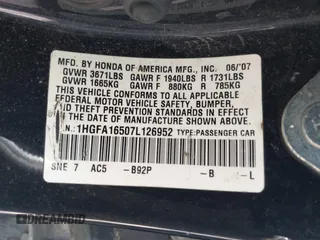 MFD. BY HONDA OF AMERICA MFG., INC. 06/'07
GVWR 3671LBS GAWR F 1940LBS R 1731LBS
GVWR 1665KG GAWR F 880KG R 785KG
THIS VEHICLE CONFORMS TO ALL APPLICABLE
FEDERAL MOTOR VEHICLE SAFETY, BUMPER,
AND THEFT PREVENTION STANDARDS IN
EFFECT ON THE DATE OF MANUFACTURE
SHOWN ABOVE.
V.I.N.: 1HGFA16507L126952 TYPE:PASSENGER CAR
SNE 7 AC5 -B92P -B -L
DREAMBID